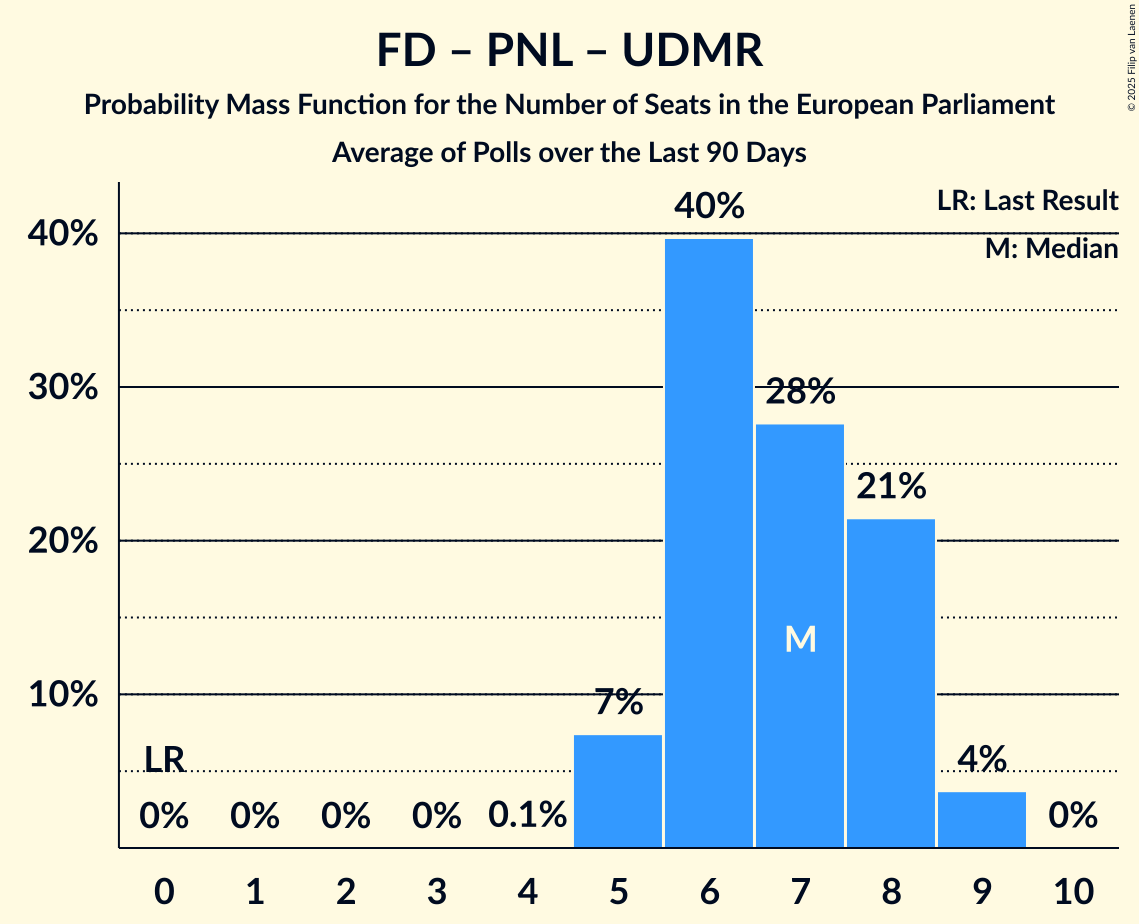 FD – PNL – UDMR
Probability Mass Function for the Number of Seats in the European Parliament
Average of Polls over the Last 90 Days
© 2025 Filip van Laenen
LR: Last Result
M: Median
40%
30%
20%
10%
LR
0%
0%
0%
0%
0.1%
7%
40%
28%
M
21%
4%
0%
0 1 2 3 4 5 6 7 8 9 10